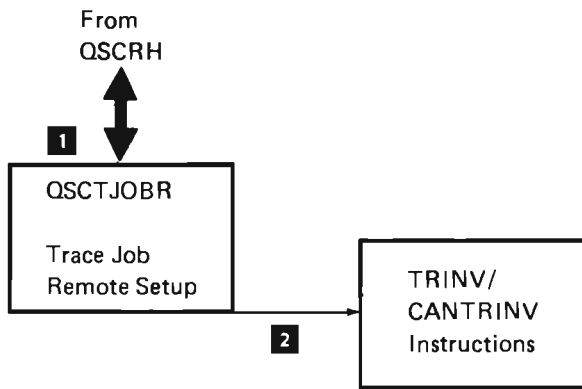 From
QSCRH
1
QSCTJOBR
Trace Job
Remote Setup
TRINV/
CANTRINV
Instructions
2